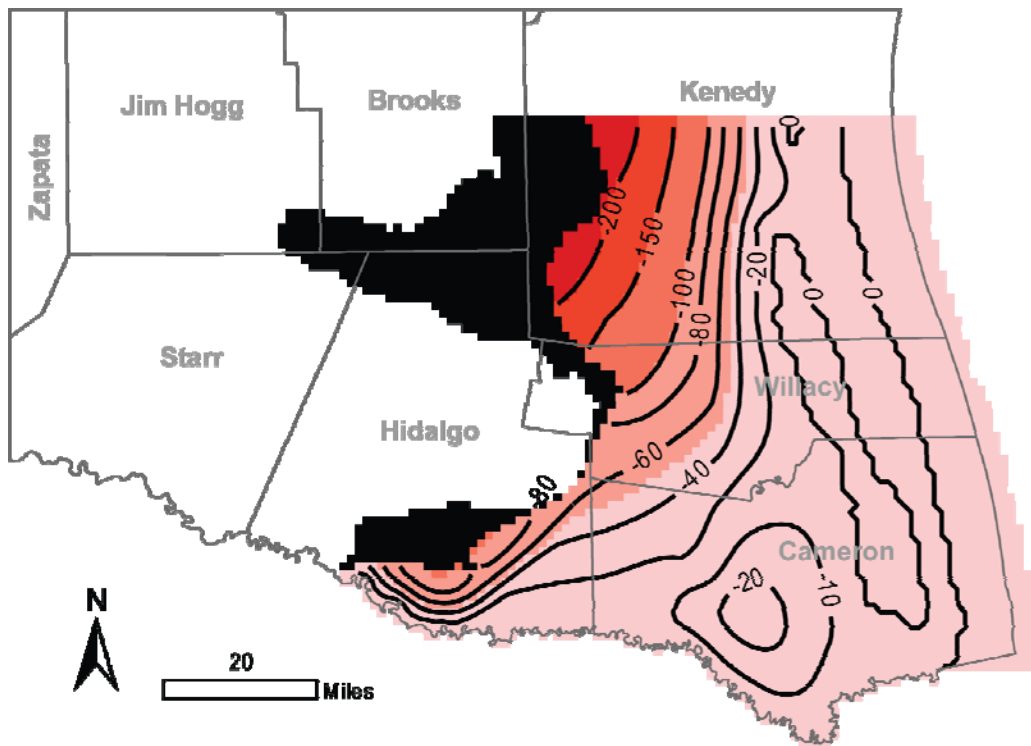 Brooks
Kenedy
Jim Hogg
0
Zapata
-200
-150
-20
-100
0
0
-80
Starr
Willacy
Hidalgo
-60
-40
-80
Cameron
-20
-10
N
20
Miles